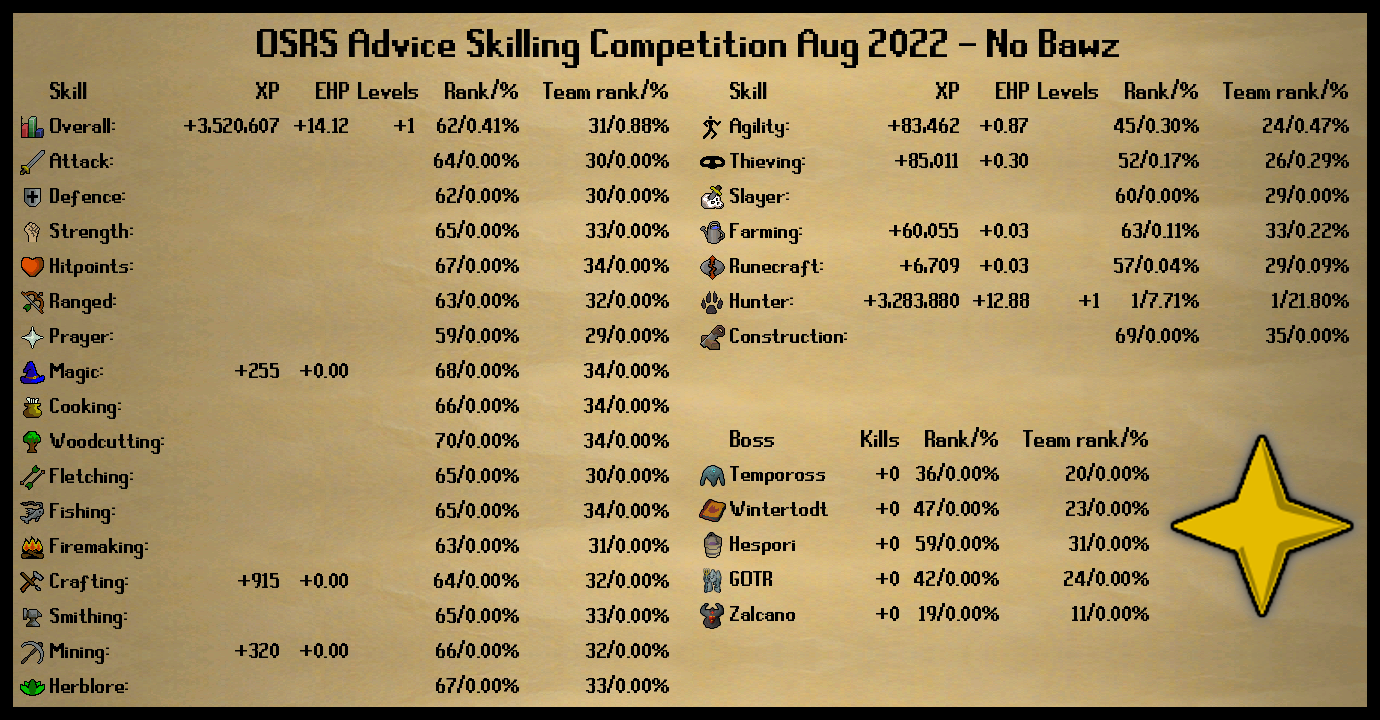 OSRS Advice Skilling Competition Aug 2022 - No Bawz
Skill XP EHP Levels Rank/% Team rank/%
Overall: +3,520,607 +14.12 +1 62/0.41% 31/0.88%
Attack: 64/0.00% 30/0.00%
Defence: 62/0.00% 30/0.00%
Strength: 65/0.00% 33/0.00%
Hitpoints: 67/0.00% 34/0.00%
Ranged: 63/0.00% 32/0.00%
Prayer: 59/0.00% 29/0.00%
Magic: +255 +0.00 68/0.00% 34/0.00%
Cooking: 66/0.00% 34/0.00%
Woodcutting: 70/0.00% 34/0.00%
Fletching: 65/0.00% 30/0.00%
Fishing: 65/0.00% 34/0.00%
Firemaking: 63/0.00% 31/0.00%
Crafting: +915 +0.00 64/0.00% 32/0.00%
Smithing: 65/0.00% 33/0.00%
Mining: +320 +0.00 66/0.00% 32/0.00%
Herblore: 67/0.00% 33/0.00%
Skill XP EHP Levels Rank/% Team rank/%
Agility: +83,462 +0.87 45/0.30% 24/0.47%
Thieving: +85,011 +0.30 52/0.17% 26/0.29%
Slayer: 60/0.00% 29/0.00%
Farming: +60,055 +0.03 63/0.11% 33/0.22%
Runecraft: +6,709 +0.03 57/0.04% 29/0.09%
Hunter: +3,283,880 +12.88 +1 1/7.71% 1/21.80%
Construction: 69/0.00% 35/0.00%
Boss Kills Rank/% Team rank/%
Tempoross +0 36/0.00% 20/0.00%
Wintertodt +0 47/0.00% 23/0.00%
Hespori +0 59/0.00% 31/0.00%
GOTR +0 42/0.00% 24/0.00%
Zalcano +0 19/0.00% 11/0.00%